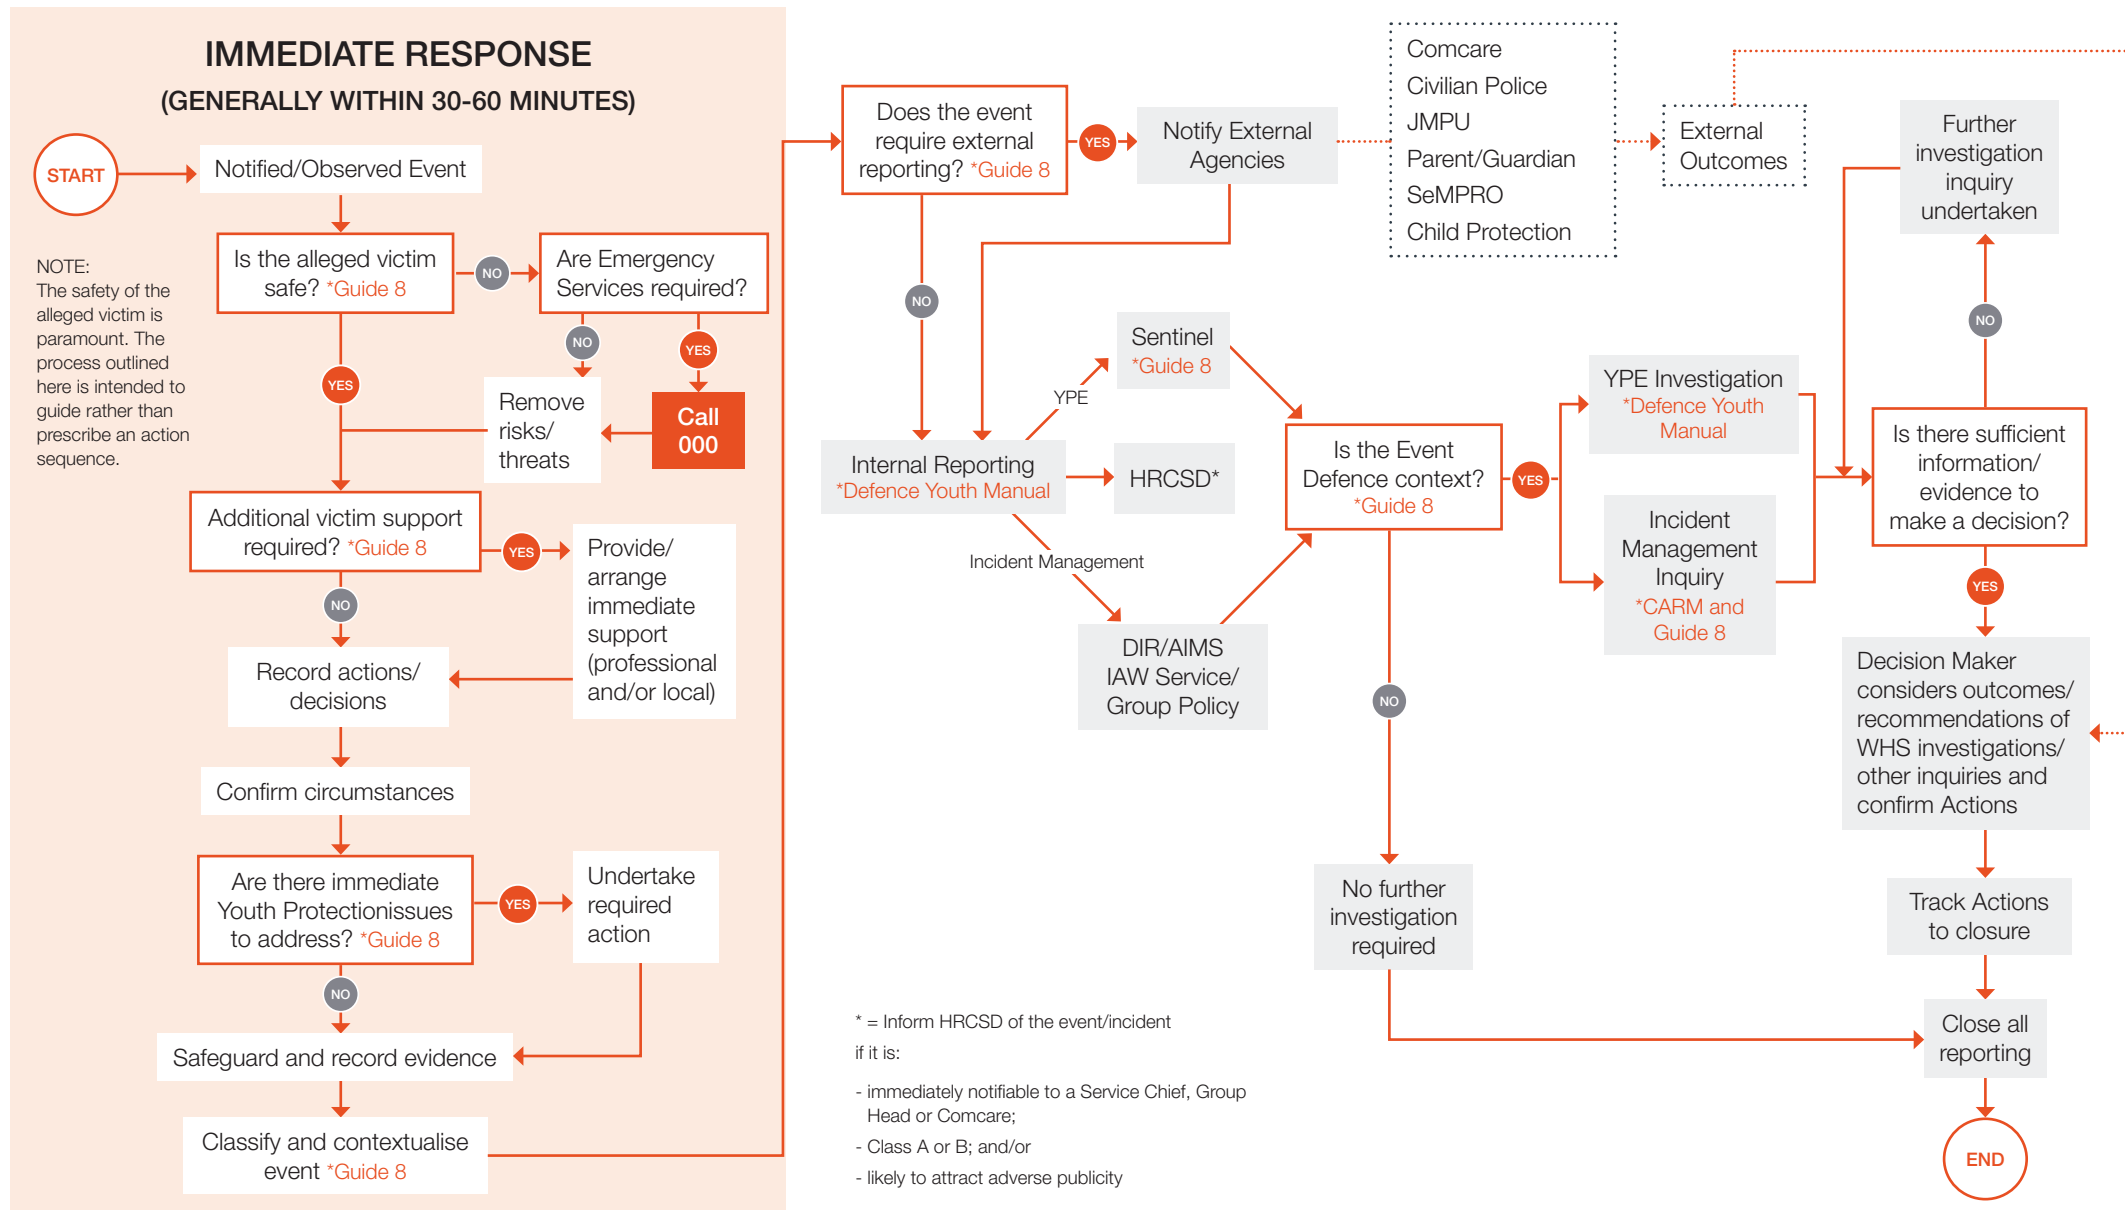 IMMEDIATE RESPONSE
(GENERALLY WITHIN 30-60 MINUTES)
START
Notified/Observed Event
NOTE:
The safety of the
alleged victim is
paramount. The
process outlined
here is intended to
guide rather than
prescribe an action
sequence.
Is the alleged victim
safe? *Guide 8
NO
Are Emergency
Services required?
NO
YES
YES
Remove
risks/
threats
Call
000
Additional victim support
required? *Guide 8
YES
Provide/
arrange
immediate
support
(professional
and/or local)
NO
Record actions/
decisions
Confirm circumstances
Are there immediate
Youth Protectionissues
to address? *Guide 8
YES
Undertake
required
action
NO
Safeguard and record evidence
Classify and contextualise
event *Guide 8
Does the event
require external
reporting? *Guide 8
YES
Notify External
Agencies
Comcare
Civilian Police
JMPU
Parent/Guardian
SeMPRO
Child Protection
External
Outcomes
NO
Internal Reporting
*Defence Youth Manual
YPE
Sentinel
*Guide 8
HRCSD*
Incident Management
DIR/AIMS
IAW Service/
Group Policy
Is the Event
Defence context?
*Guide 8
YES
NO
No further
investigation
required
YPE Investigation
*Defence Youth
Manual
Incident
Management
Inquiry
*CARM and
Guide 8
Further
investigation
inquiry
undertaken
NO
Is there sufficient
information/
evidence to
make a decision?
YES
Decision Maker
considers outcomes/
recommendations of
WHS investigations/
other inquiries and
confirm Actions
Track Actions
to closure
Close all
reporting
END
* = Inform HRCSD of the event/incident
if it is:
- immediately notifiable to a Service Chief, Group
Head or Comcare;
- Class A or B; and/or
- likely to attract adverse publicity